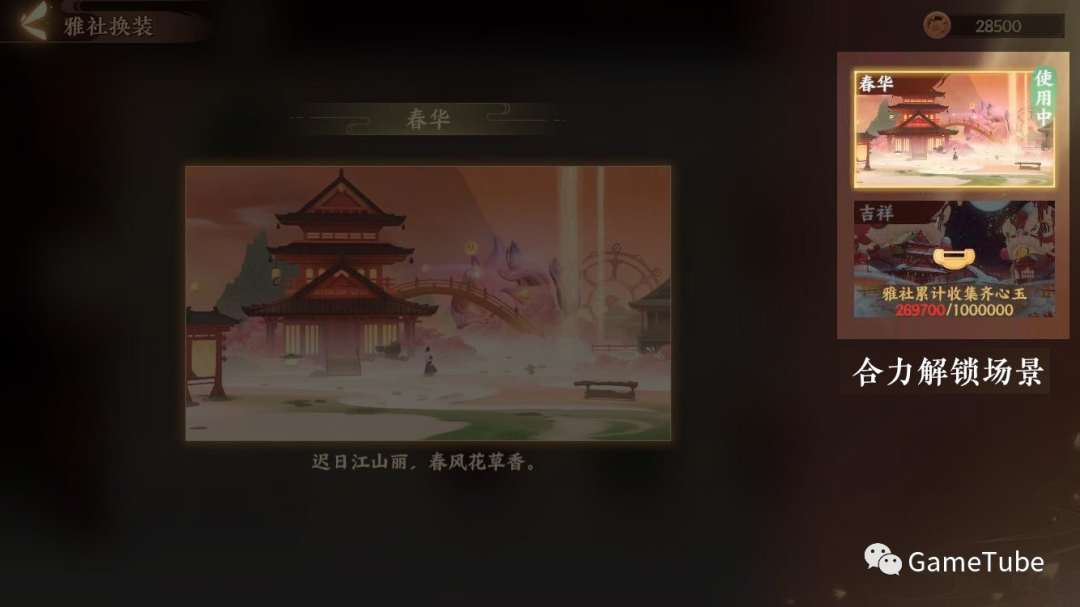 雅社换装
28500
春华
春华
使用中
吉祥
雅社累计收集齐心玉
269700/1000000
合力解锁场景
迟日江山丽，春风花草香。
GameTube